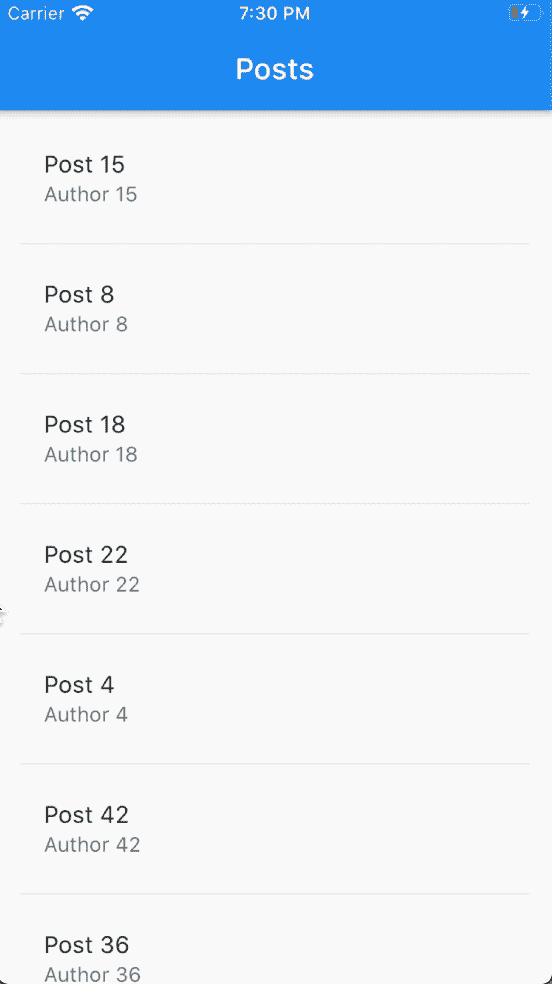 Carrier 7:30 PM
Posts
Post 15
Author 15
Post 8
Author 8
Post 18
Author 18
Post 22
Author 22
Post 4
Author 4
Post 42
Author 42
Post 36
Author 36